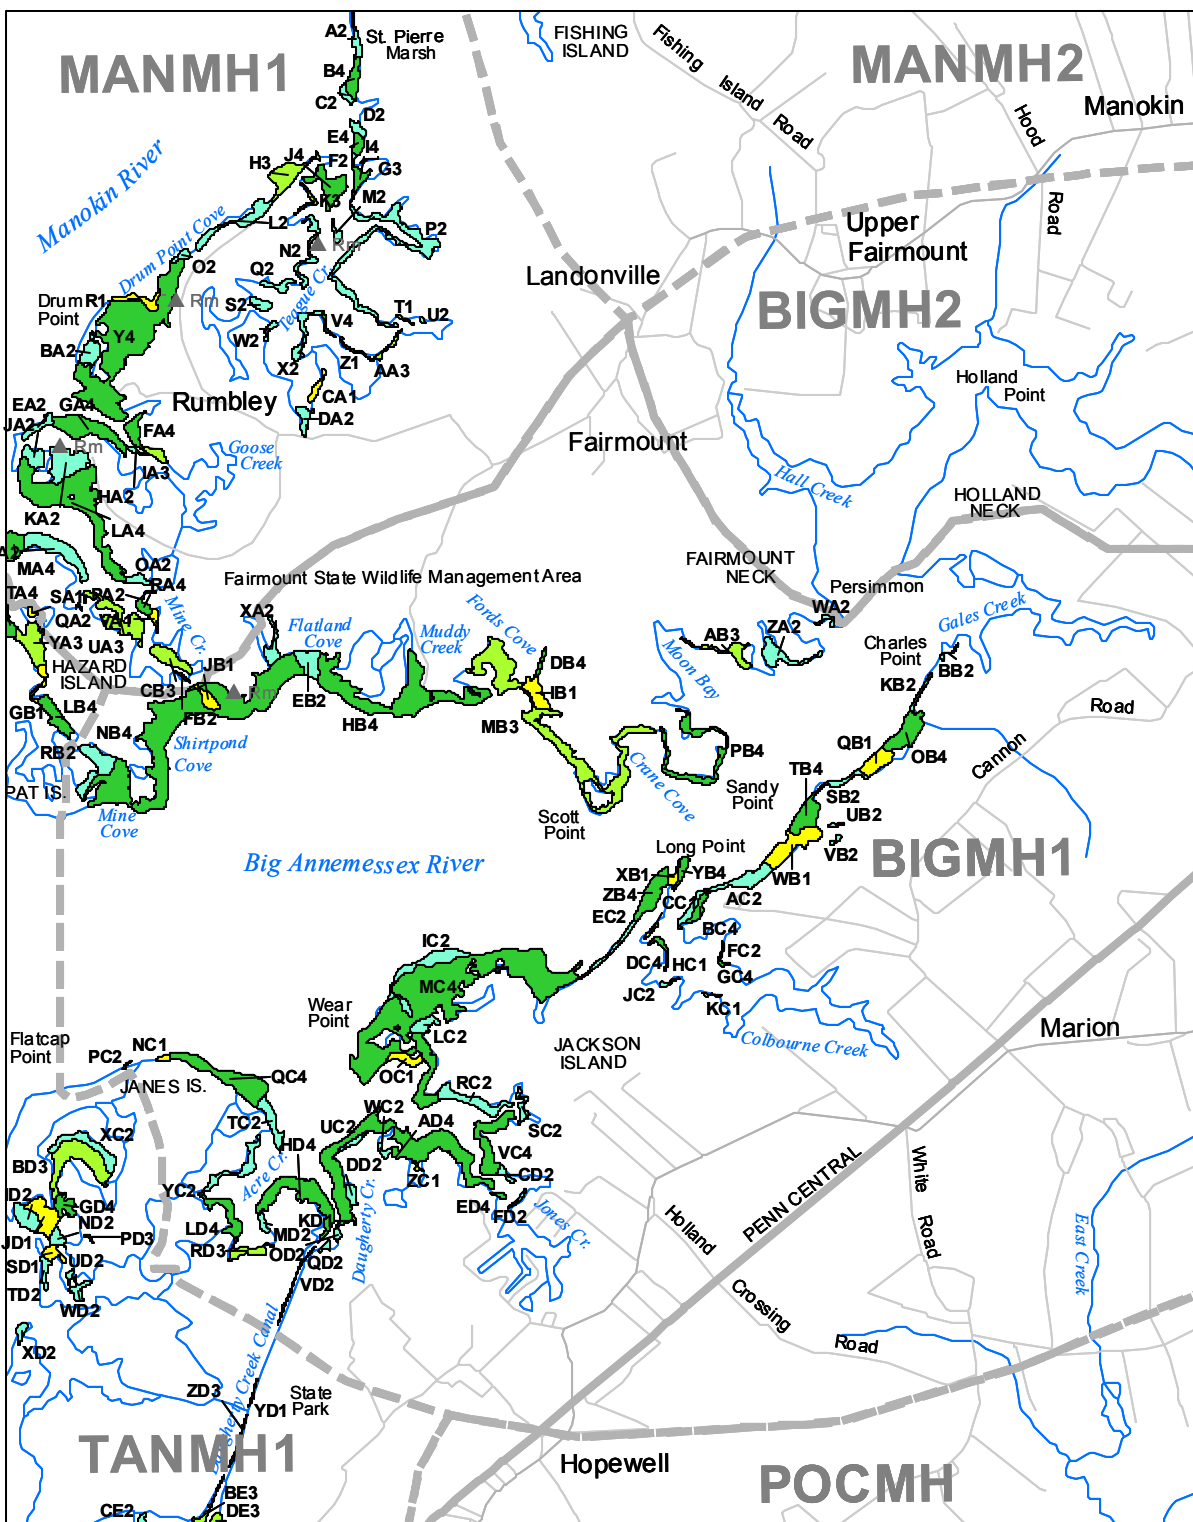 A2
St. Pierre
Marsh
FISHING
ISLAND
Fishing
Island
Road
MANMH1
MANMH2
B4
C2
D2
Hood
Road
Manokin
E4
I4
J4
F2
G3
H3
K3
M2
Manokin River
L2
P2
Upper
Fairmount
Drum Point Cove
N2
Rm
O2
Q2
Landonville
Drum
Point
R1
Rm
S2
Teague Cr.
T1
U2
V4
BIGMH2
Y4
W2
BA2
X2
Z1
AA3
Holland
Point
CA1
EA2
GA4
Rumbley
DA2
JA2
FA4
Fairmount
Rm
Goose
Creek
IA3
Hall Creek
HA2
HOLLAND
NECK
KA2
LA4
MA4
OA2
RA4
FAIRMOUNT
NECK
Fairmount State Wildlife Management Area
Persimmon
TA4
SA1
PA2
QA2
VA4
XA2
Fords Cove
WA2
Gales Creek
Mine Cr.
Flatland
Cove
Muddy
Creek
AB3
ZA2
YA3
UA3
Charles
Point
HAZARD
ISLAND
JB1
DB4
Moon Bay
BB2
CB3
Rm
IB1
KB2
LB4
EB2
GB1
FB2
HB4
MB3
Road
NB4
Shirtpond
Cove
QB1
RB2
PB4
OB4
Cannon
Crane Cove
TB4
PAT IS.
Sandy
Point
SB2
Mine
Cove
Scott
Point
UB2
Long Point
VB2
Big Annemessex River
BIGMH1
XB1
YB4
WB1
ZB4
CC1
AC2
EC2
BC4
IC2
FC2
DC4
HC1
GC4
MC4
JC2
KC1
Wear
Point
LC2
Colbourne Creek
Marion
Flatcap
Point
NC1
JACKSON
ISLAND
PC2
OC1
JANES IS.
QC4
RC2
WC2
TC2
UC2
AD4
SC2
XC2
HD4
PENN CENTRAL
BD3
DD2
VC4
White
Road
Acre Cr.
ZC1
CD2
YC2
GD4
ED4
FD2
ND2
LD4
KD1
MD2
Daugherty Cr.
Jones Cr.
Holland
Crossing
Road
East Creek
JD1
PD3
RD3
OD2
QD2
SD1
UD2
VD2
TD2
WD2
XD2
Daugherty Creek Canal
ZD3
State
Park
YD1
TANMH1
Hopewell
POCMH
BE3
CE2
DE3